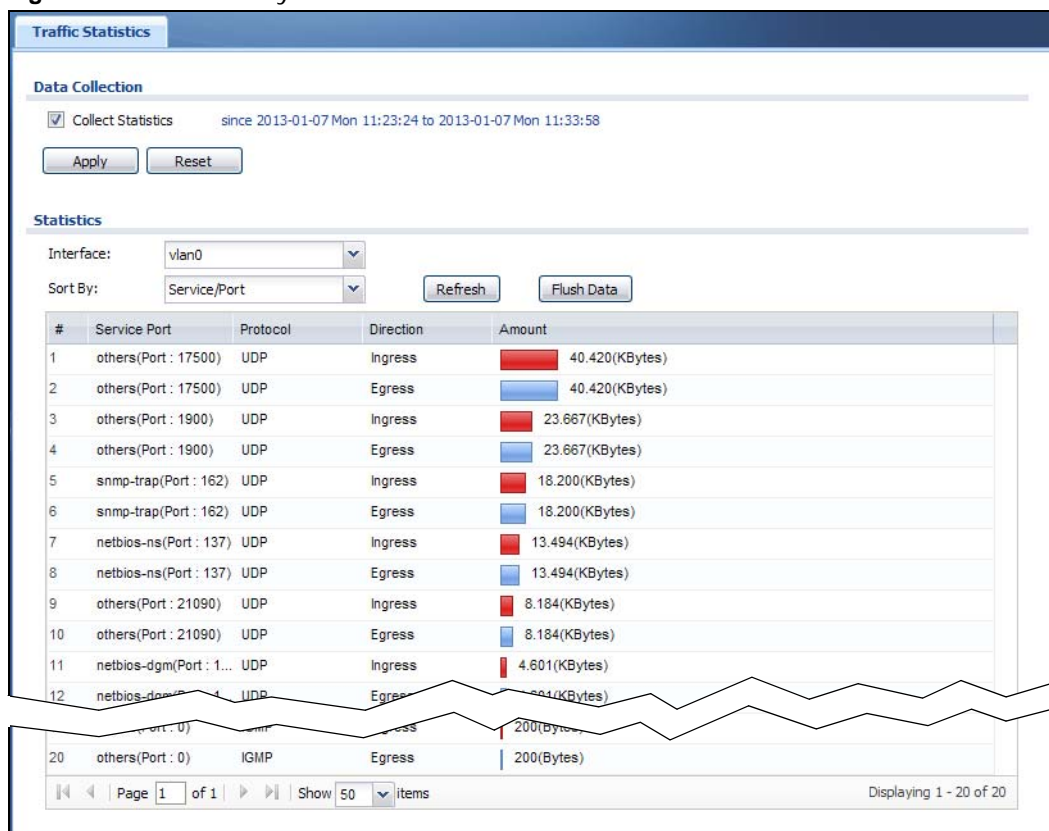 Traffic Statistics
Data Collection
Collect Statistics since 2013-01-07 Mon 11:23:24 to 2013-01-07 Mon 11:33:58
Apply Reset
Statistics
Interface: vlan0
Sort By: Service/Port Refresh Flush Data
# Service Port Protocol Direction Amount
1 others(Port : 17500) UDP Ingress 40.420(KBytes)
2 others(Port : 17500) UDP Egress 40.420(KBytes)
3 others(Port : 1900) UDP Ingress 23.667(KBytes)
4 others(Port : 1900) UDP Egress 23.667(KBytes)
5 snmp-trap(Port : 162) UDP Ingress 18.200(KBytes)
6 snmp-trap(Port : 162) UDP Egress 18.200(KBytes)
7 netbios-ns(Port : 137) UDP Ingress 13.494(KBytes)
8 netbios-ns(Port : 137) UDP Egress 13.494(KBytes)
9 others(Port : 21090) UDP Ingress 8.184(KBytes)
10 others(Port : 21090) UDP Egress 8.184(KBytes)
11 netbios-dgm(Port : 1... UDP Ingress 4.601(KBytes)
12 UDP
200(Bytes)
20 others(Port : 0) IGMP Egress 200(Bytes)
Page 1 of 1 Show 50 items Displaying 1 - 20 of 20